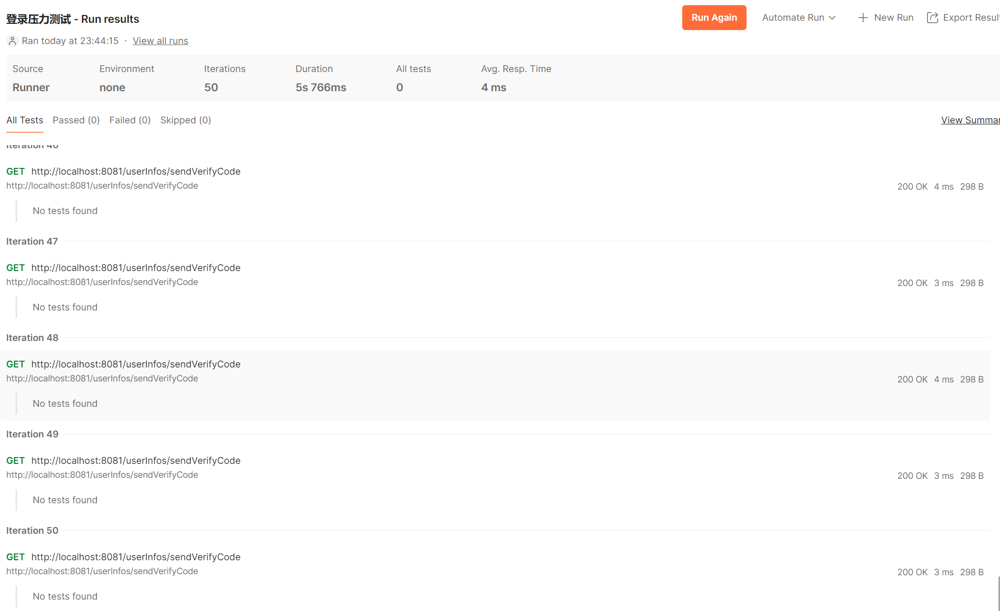 登录压力测试 - Run results
Run Again
Automate Run
New Run
Export Resul
Ran today at 23:44:15 · View all runs
Source
Environment
Iterations
Duration
All tests
Avg. Resp. Time
Runner
none
50
5s 766ms
0
4 ms
All Tests
Passed (0)
Failed (0)
Skipped (0)
View Summar
Iteration 46
GET http://localhost:8081/userInfos/sendVerifyCode
http://localhost:8081/userInfos/sendVerifyCode
200 OK 4 ms 298 B
No tests found
Iteration 47
GET http://localhost:8081/userInfos/sendVerifyCode
http://localhost:8081/userInfos/sendVerifyCode
200 OK 3 ms 298 B
No tests found
Iteration 48
GET http://localhost:8081/userInfos/sendVerifyCode
http://localhost:8081/userInfos/sendVerifyCode
200 OK 4 ms 298 B
No tests found
Iteration 49
GET http://localhost:8081/userInfos/sendVerifyCode
http://localhost:8081/userInfos/sendVerifyCode
200 OK 3 ms 298 B
No tests found
Iteration 50
GET http://localhost:8081/userInfos/sendVerifyCode
http://localhost:8081/userInfos/sendVerifyCode
200 OK 3 ms 298 B
No tests found